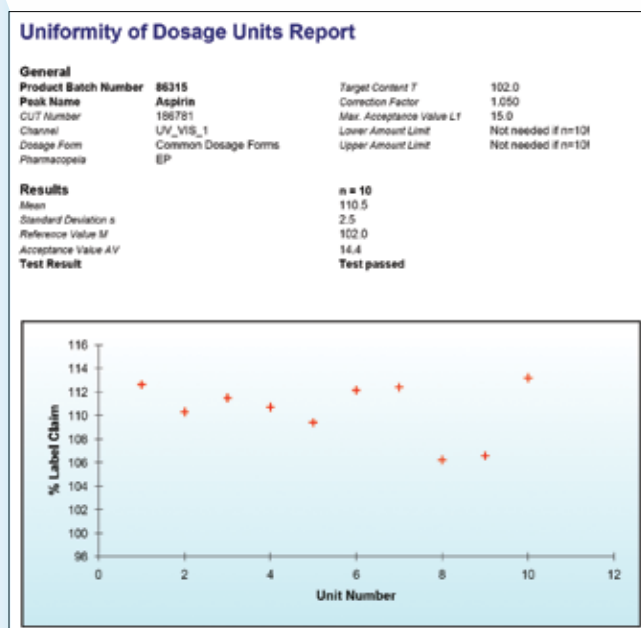 Uniformity of Dosage Units Report
General
Product Batch Number 86315 Target Content T 102.0
Peak Name Aspirin Correction Factor 1.050
CUT Number 186781 Max. Acceptance Value L1 15.0
Channel UV_VIS_1 Lower Amount Limit Not needed if n=10!
Dosage Form Common Dosage Forms Upper Amount Limit Not needed if n=10!
Pharmacopeia EP
Results n = 10
Mean 110.5
Standard Deviation s 2.5
Reference Value M 102.0
Acceptance Value AV 14.4
Test Result Test passed
116
114
112
110
108
106
104
102
100
98
% Label Claim
0 2 4 6 8 10 12
Unit Number